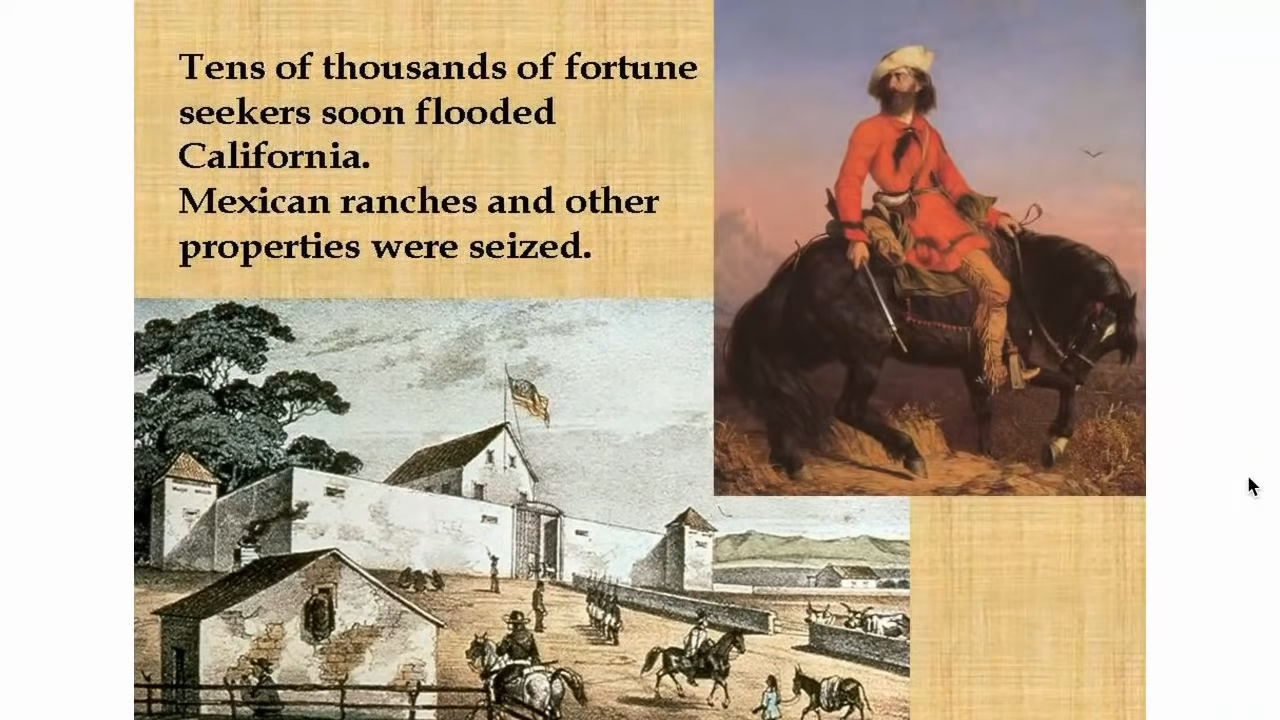 Tens of thousands of fortune
seekers soon flooded
California.
Mexican ranches and other
properties were seized.